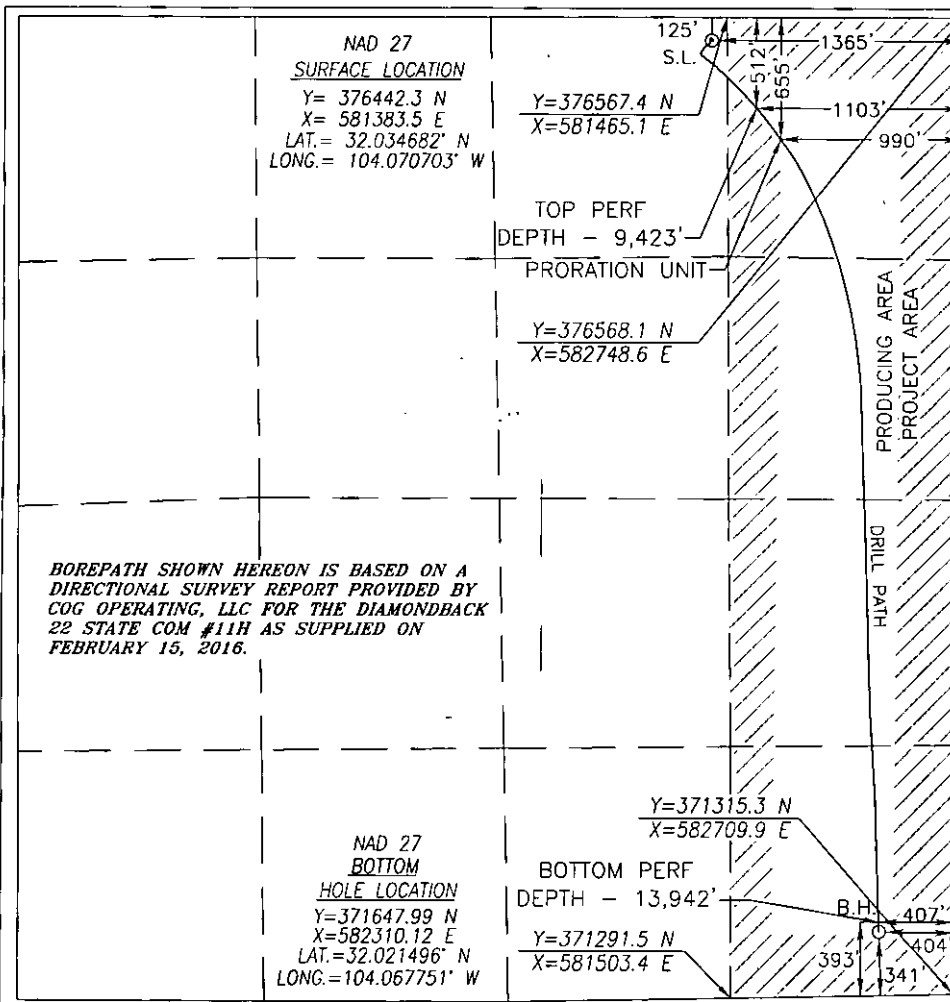 NAD 27
SURFACE LOCATION
Y= 376442.3 N
X= 581383.5 E
LAT.= 32.034682° N
LONG.= 104.070703° W
125'
S.L.
1365'
512'
655'
Y=376567.4 N
X=581465.1 E
1103'
990'
TOP PERF
DEPTH – 9,423'
PRORATION UNIT
Y=376568.1 N
X=582748.6 E
PRODUCING AREA
PROJECT AREA
DRILL PATH
BOREPATH SHOWN HEREON IS BASED ON A
DIRECTIONAL SURVEY REPORT PROVIDED BY
COG OPERATING, LLC FOR THE DIAMONDBACK
22 STATE COM #11H AS SUPPLIED ON
FEBRUARY 15, 2016.
Y=371315.3 N
X=582709.9 E
NAD 27
BOTTOM
HOLE LOCATION
Y=371647.99 N
X=582310.12 E
LAT.=32.021496° N
LONG.=104.067751° W
BOTTOM PERF
DEPTH – 13,942'
Y=371291.5 N
X=581503.4 E
B.H.
407'
404'
393'
341'